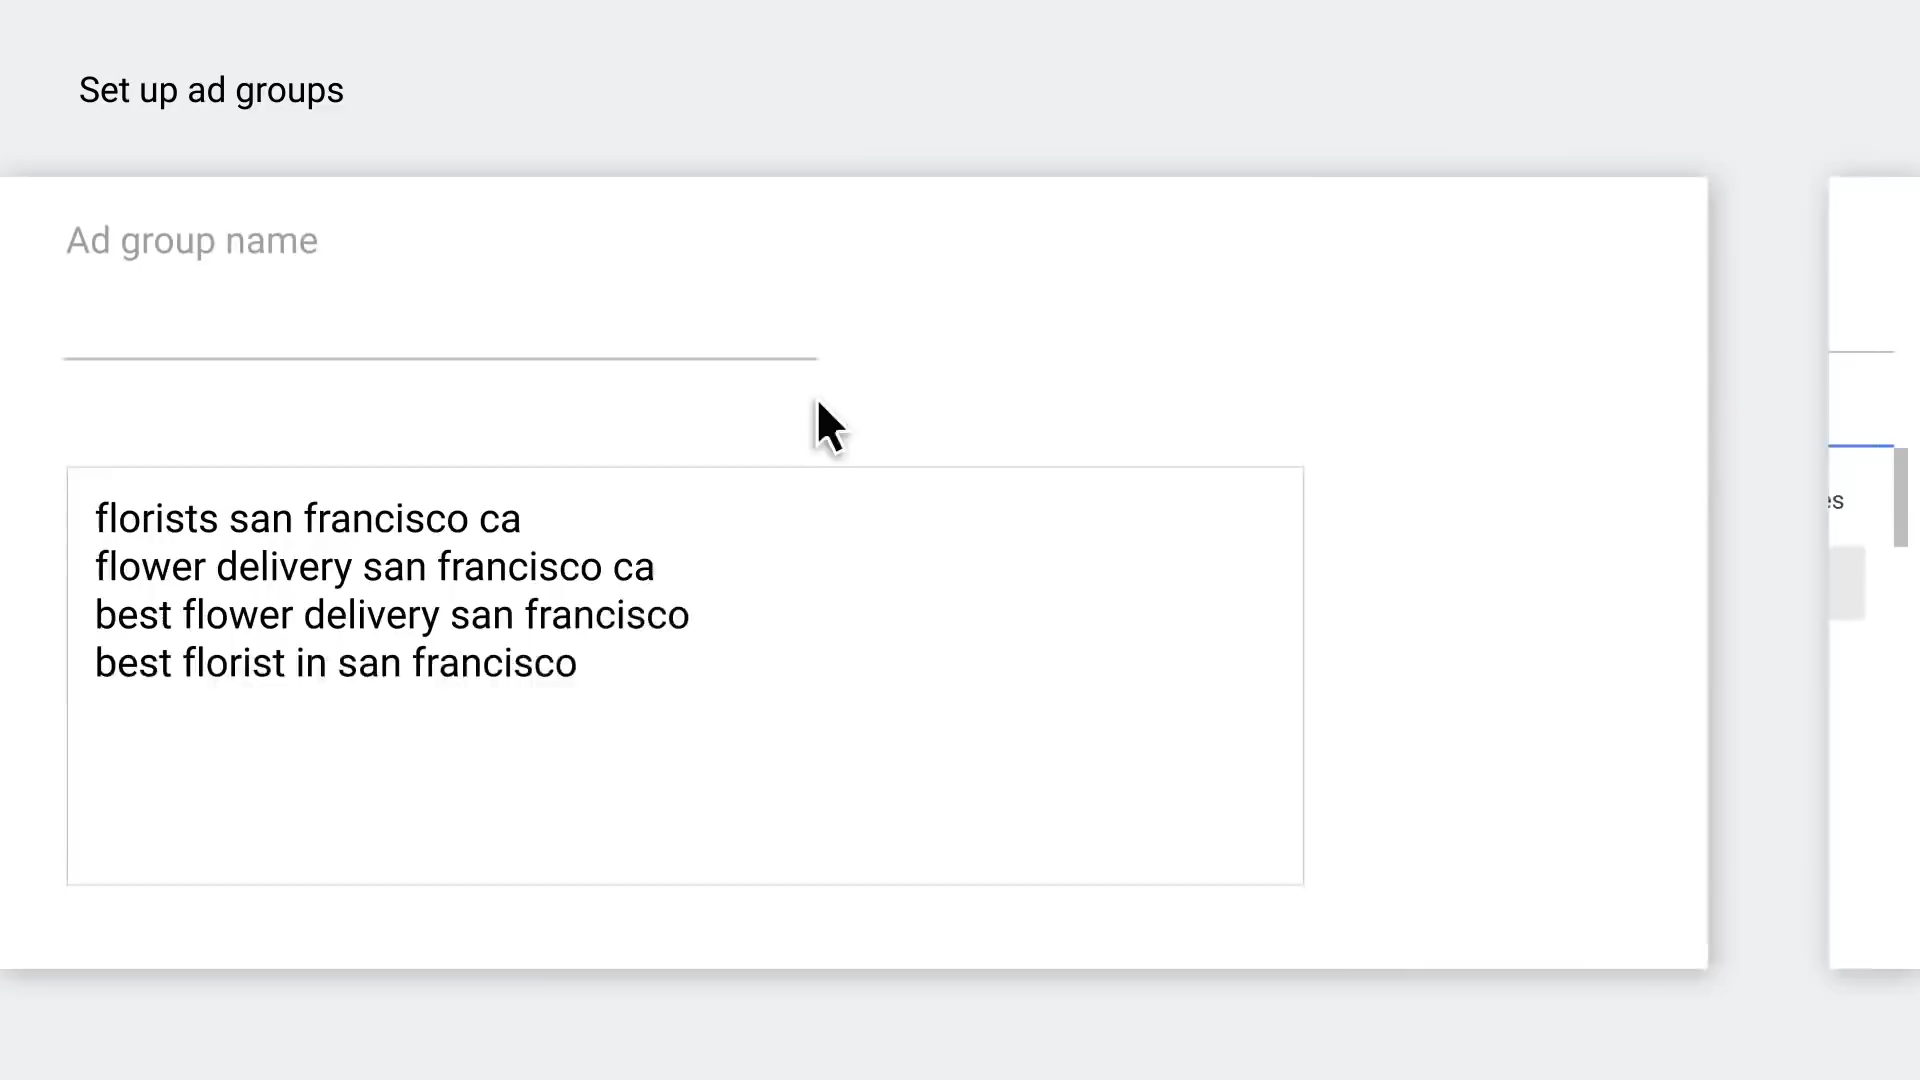 Set up ad groups
Ad group name
florists san francisco ca
flower delivery san francisco ca
best flower delivery san francisco
best florist in san francisco